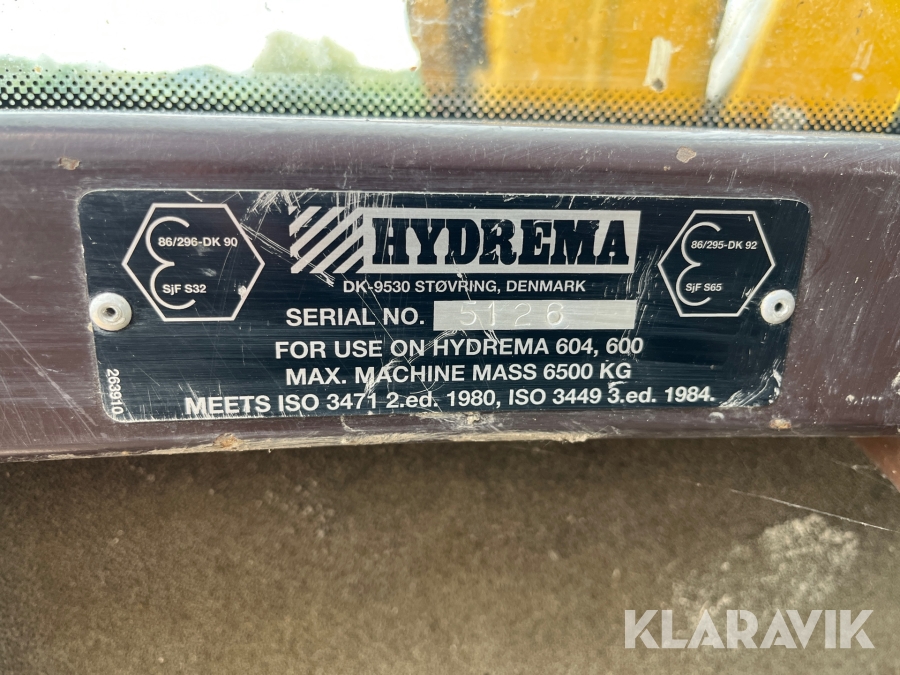 86/296-DK 90
SjF S32
HYDREMA
86/295-DK 92
SjF S65
DK-9530 STØVRING, DENMARK
SERIAL NO. 5128
FOR USE ON HYDREMA 604, 600
MAX. MACHINE MASS 6500 KG
MEETS ISO 3471 2.ed. 1980, ISO 3449 3.ed. 1984.
263910
KLARAVIK